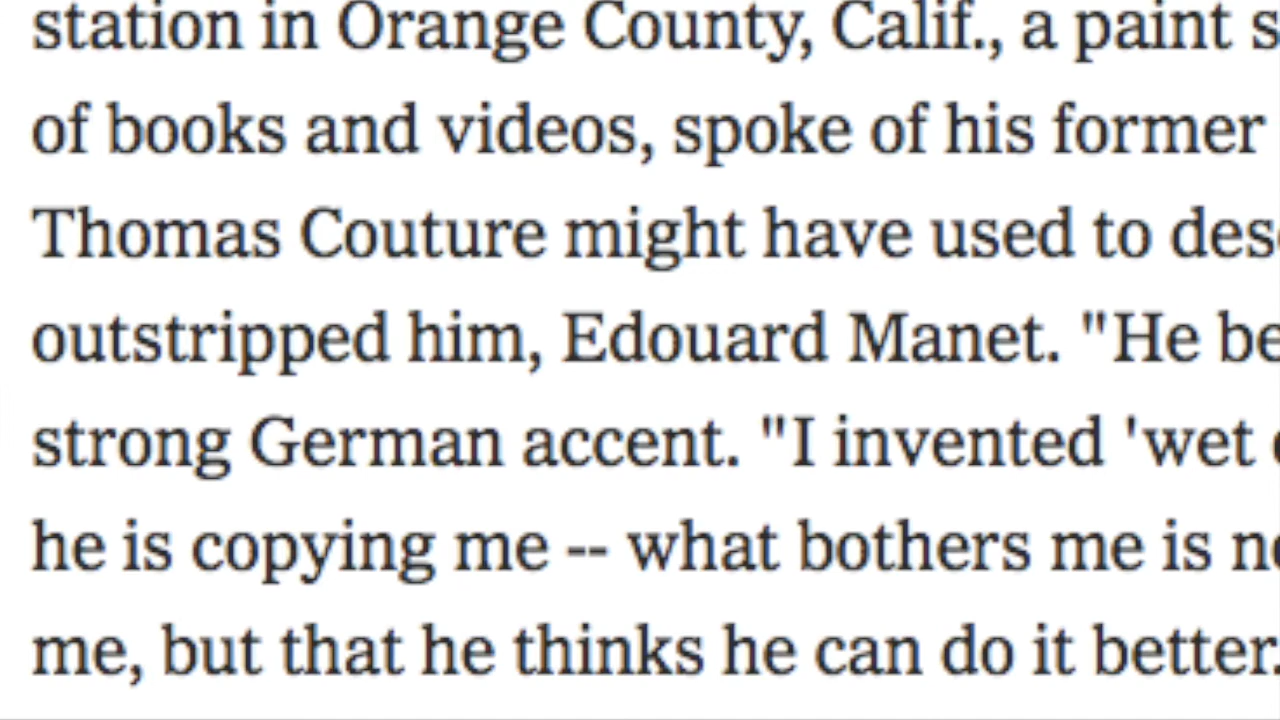 station in Orange County, Calif., a paint s
of books and videos, spoke of his former
Thomas Couture might have used to des
outstripped him, Edouard Manet. "He be
strong German accent. "I invented 'wet
he is copying me -- what bothers me is n
me, but that he thinks he can do it better.